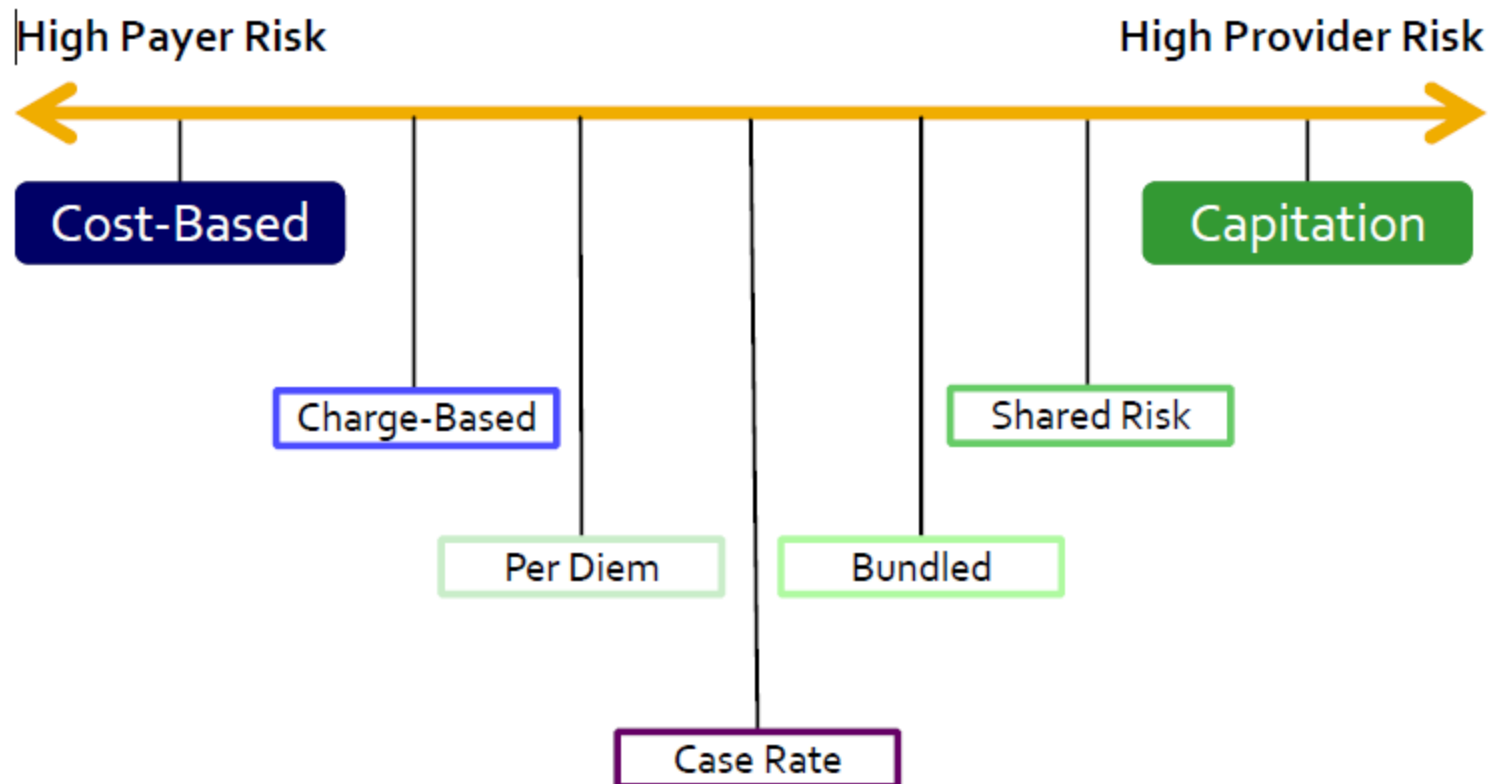 High Payer Risk
High Provider Risk
Cost-Based
Capitation
Charge-Based
Shared Risk
Per Diem
Bundled
Case Rate